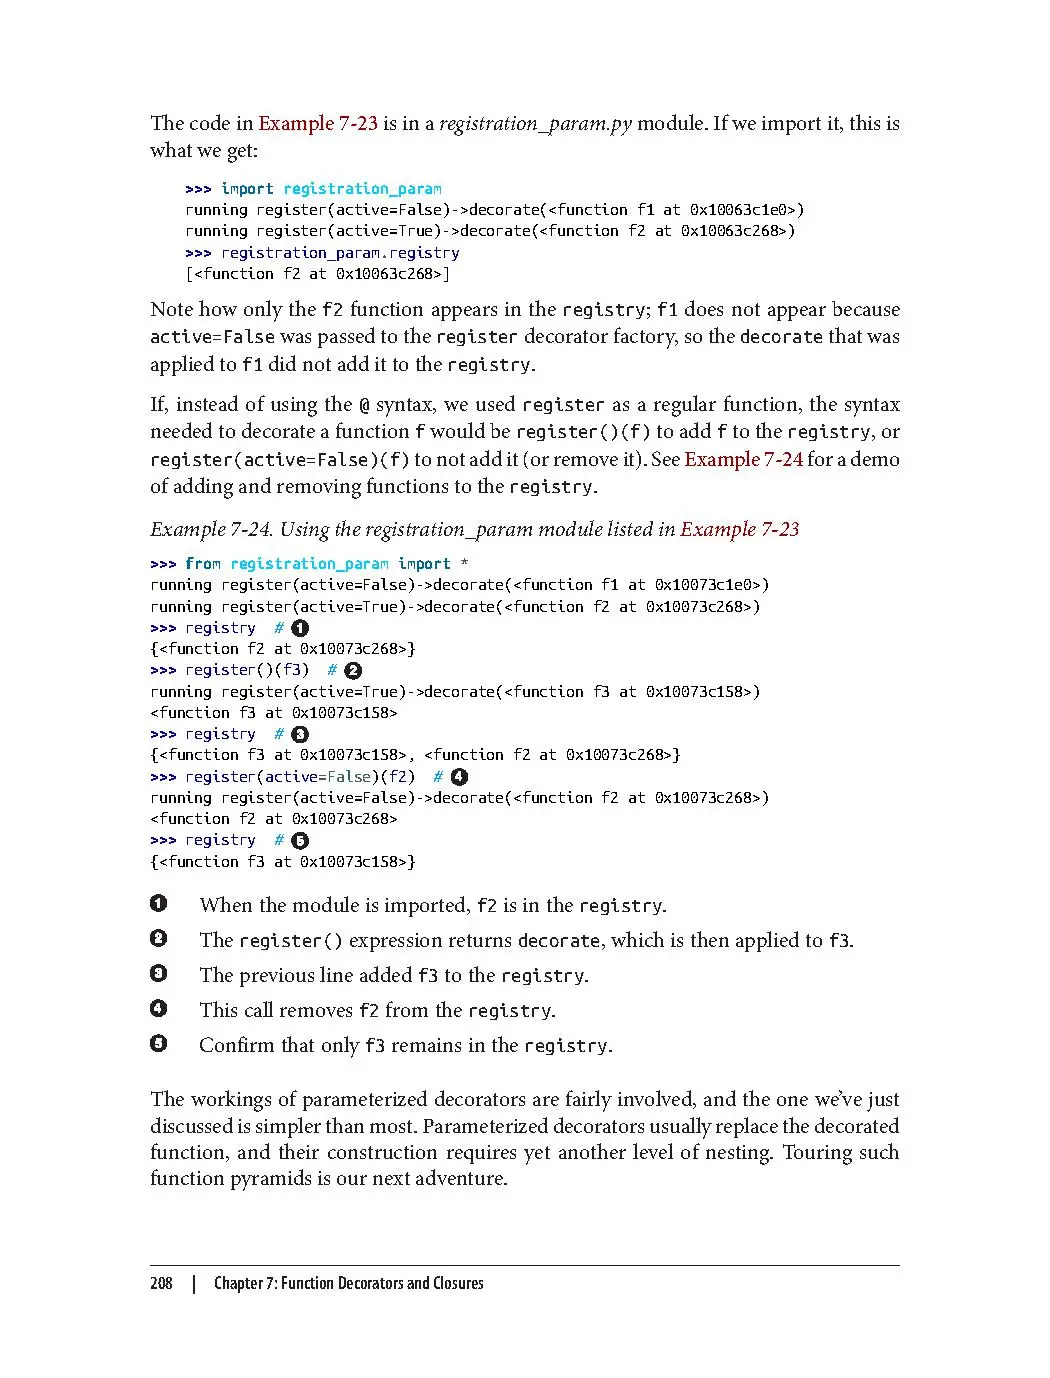 The code in Example 7-23 is in a registration_param.py module. If we import it, this is
what we get:
>>> import registration_param
running register(active=False)->decorate(<function f1 at 0x10063c1e0>)
running register(active=True)->decorate(<function f2 at 0x10063c268>)
>>> registration_param.registry
[<function f2 at 0x10063c268>]
Note how only the f2 function appears in the registry; f1 does not appear because
active=False was passed to the register decorator factory, so the decorate that was
applied to f1 did not add it to the registry.
If, instead of using the @ syntax, we used register as a regular function, the syntax
needed to decorate a function f would be register()(f) to add f to the registry, or
register(active=False)(f) to not add it (or remove it). See Example 7-24 for a demo
of adding and removing functions to the registry.
Example 7-24. Using the registration_param module listed in Example 7-23
>>> from registration_param import *
running register(active=False)->decorate(<function f1 at 0x10073c1e0>)
running register(active=True)->decorate(<function f2 at 0x10073c268>)
>>> registry # ❶
{<function f2 at 0x10073c268>}
>>> register()(f3) # ❷
running register(active=True)->decorate(<function f3 at 0x10073c158>)
<function f3 at 0x10073c158>
>>> registry # ❸
{<function f3 at 0x10073c158>, <function f2 at 0x10073c268>}
>>> register(active=False)(f2) # ❹
running register(active=False)->decorate(<function f2 at 0x10073c268>)
<function f2 at 0x10073c268>
>>> registry # ❺
{<function f3 at 0x10073c158>}
❶ When the module is imported, f2 is in the registry.
❷ The register() expression returns decorate, which is then applied to f3.
❸ The previous line added f3 to the registry.
❹ This call removes f2 from the registry.
❺ Confirm that only f3 remains in the registry.
The workings of parameterized decorators are fairly involved, and the one we’ve just
discussed is simpler than most. Parameterized decorators usually replace the decorated
function, and their construction requires yet another level of nesting. Touring such
function pyramids is our next adventure.
208 | Chapter 7: Function Decorators and Closures